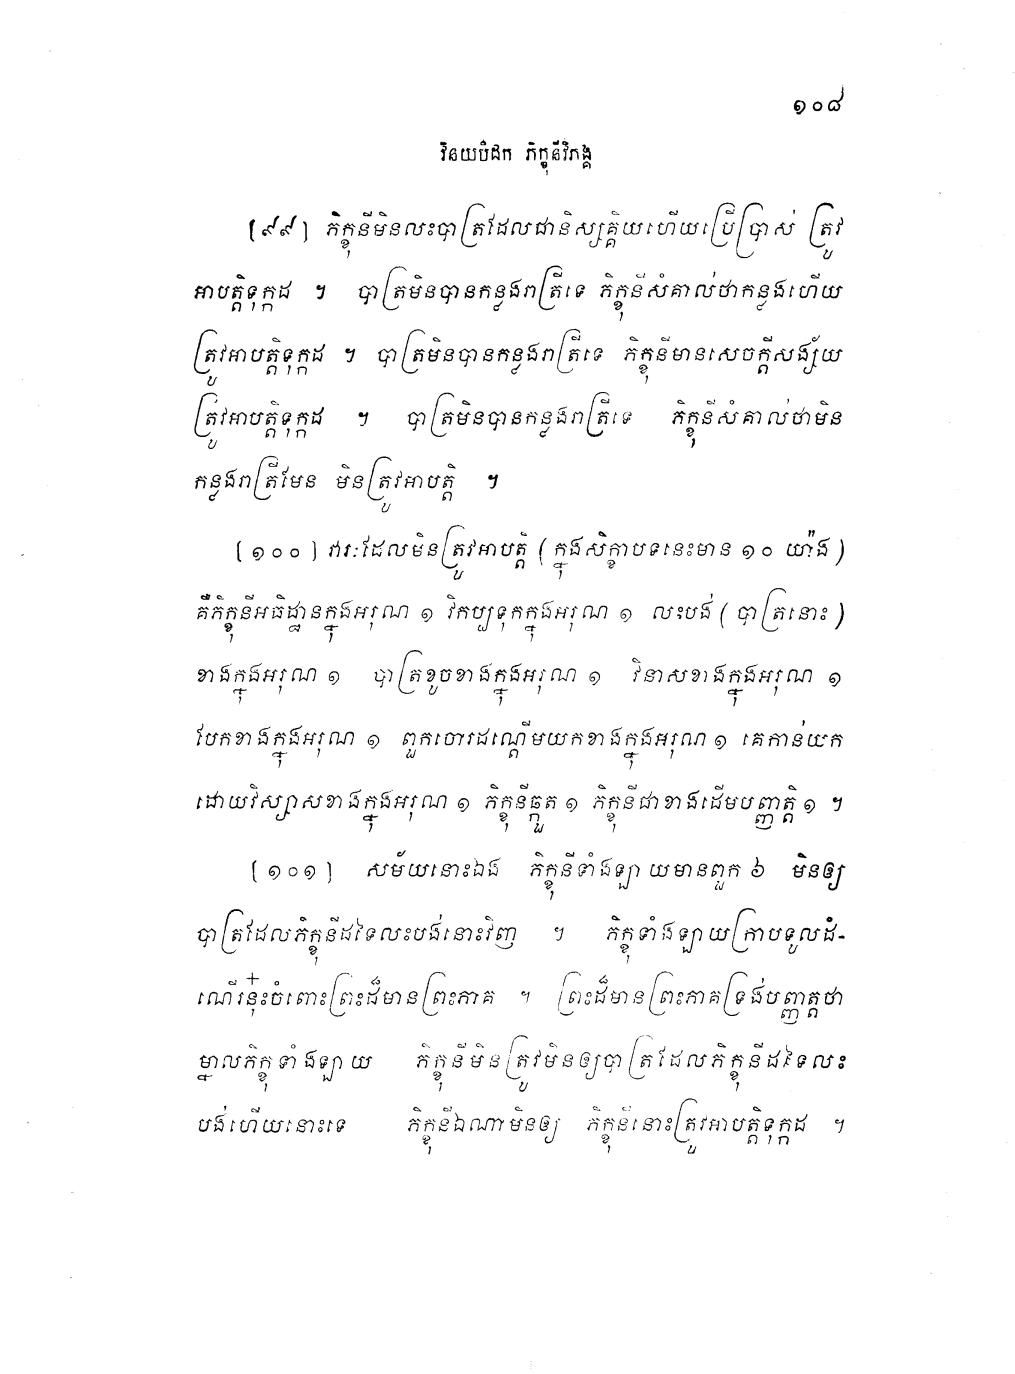 ១០៨
វិនយបិដក ភិក្ខុនីវិភង្គ
[៩៩] ភិក្ខុនីមិនលះបាត្រដែលជានិស្សគ្គិយហើយប្រើប្រាស់ ត្រូវ
អាបត្តិទុក្កដ ។ បាត្រមិនបានកន្លងរាត្រីទេ ភិក្ខុនីសំគាល់ថាកន្លងហើយ
ត្រូវអាបត្តិទុក្កដ ។ បាត្រមិនបានកន្លងរាត្រីទេ ភិក្ខុនីមានសេចក្តីសង្ស័យ
ត្រូវអាបត្តិទុក្កដ ។ បាត្រមិនបានកន្លងរាត្រីទេ ភិក្ខុនីសំគាល់ថាមិន
កន្លងរាត្រីមែន មិនត្រូវអាបត្តិ ។
[១០០] វារៈដែលមិនត្រូវអាបត្តិ (ក្នុងសិក្ខាបទនេះមាន ១០ យ៉ាង)
គឺភិក្ខុនីអធិដ្ឋានក្នុងអរុណ ១ វិកប្បទុកក្នុងអរុណ ១ លះបង់ (បាត្រនោះ)
ខាងក្នុងអរុណ ១ បាត្រខូចខាងក្នុងអរុណ ១ វិនាសខាងក្នុងអរុណ ១
បែកខាងក្នុងអរុណ ១ ពួកចោរដណ្តើមយកខាងក្នុងអរុណ ១ គេកាន់យក
ដោយវិស្សាសខាងក្នុងអរុណ ១ ភិក្ខុនីឆ្កួត ១ ភិក្ខុនីជាខាងដើមបញ្ញត្តិ ១ ។
[១០១] សម័យនោះឯង ភិក្ខុនីទាំងឡាយមានពួក ៦ មិនឲ្យ
បាត្រដែលភិក្ខុនីដទៃលះបង់នោះវិញ ។ ភិក្ខុទាំងឡាយក្រាបទូលដំ-
ណើរនុ៎ះចំពោះព្រះដ៏មានព្រះភាគ ។ ព្រះដ៏មានព្រះភាគទ្រង់បញ្ញត្តថា
ម្នាលភិក្ខុទាំងឡាយ ភិក្ខុនីមិនត្រូវមិនឲ្យបាត្រដែលភិក្ខុនីដទៃលះ
បង់ហើយនោះទេ ភិក្ខុនីឯណាមិនឲ្យ ភិក្ខុនីនោះត្រូវអាបត្តិទុក្កដ ។